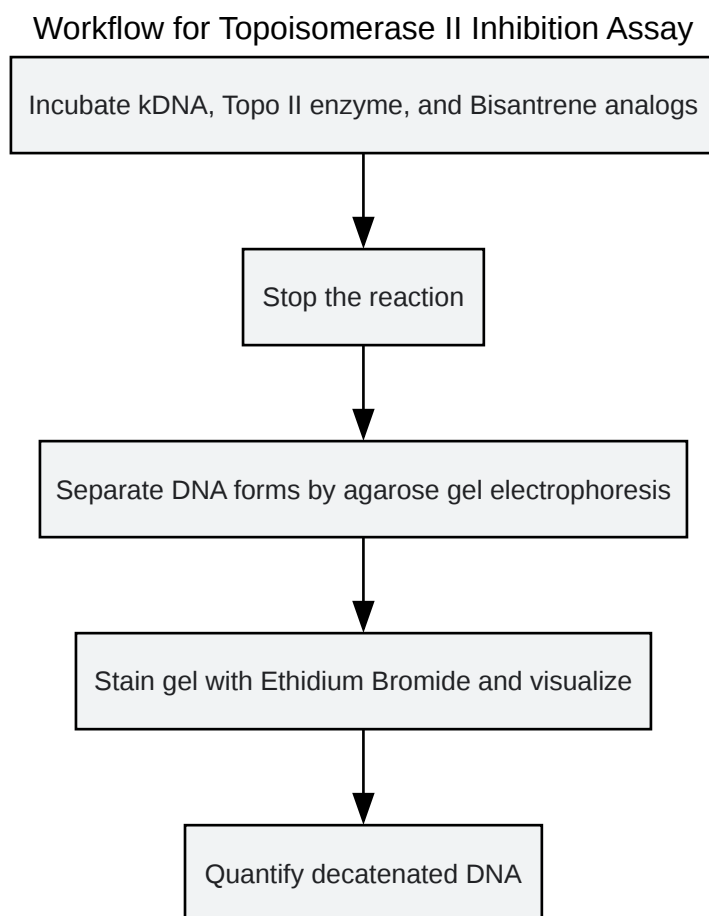 Workflow for Topoisomerase II Inhibition Assay
Incubate kDNA, Topo II enzyme, and Bisantrene analogs
Stop the reaction
Separate DNA forms by agarose gel electrophoresis
Stain gel with Ethidium Bromide and visualize
Quantify decatenated DNA